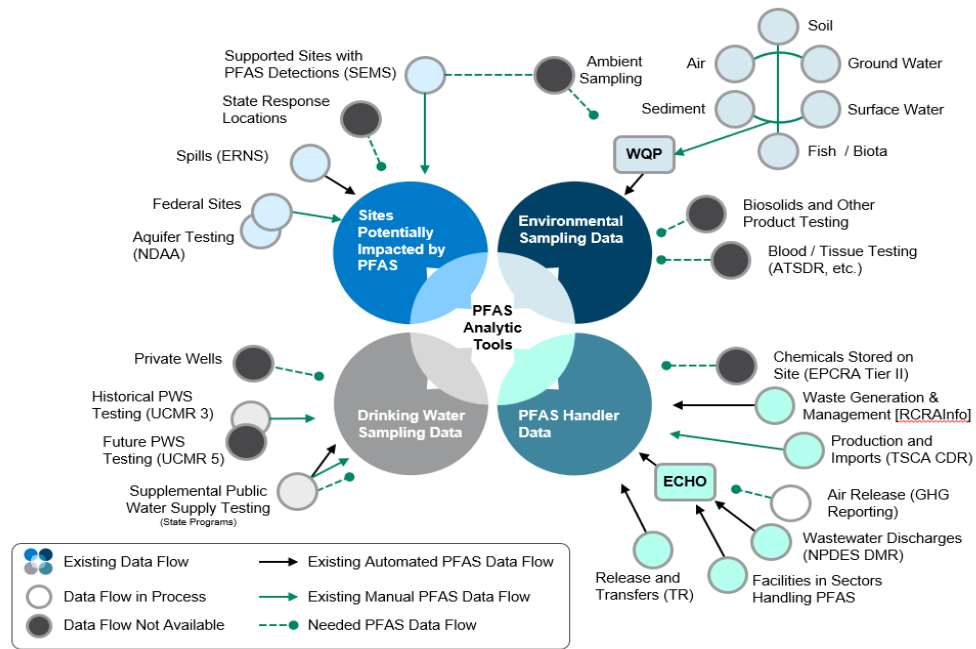 Supported Sites with
PFAS Detections (SEMS)
Ambient
Sampling
Soil
Air
Ground Water
State Response
Locations
Sediment
Surface Water
Spills (ERNS)
WQP
Fish / Biota
Federal Sites
Aquifer Testing
(NDAA)
Sites
Potentially
Impacted by
PFAS
Environmental
Sampling Data
Biosolids and Other
Product Testing
Blood / Tissue Testing
(ATSDR, etc.)
PFAS
Analytic
Tools
Private Wells
Historical PWS
Testing (UCMR 3)
Future PWS
Testing (UCMR 5)
Supplemental Public
Water Supply Testing
(State Programs)
Drinking Water
Sampling Data
PFAS Handler
Data
Chemicals Stored on
Site (EPCRA Tier II)
Waste Generation &
Management [RCRAInfo]
Production and
Imports (TSCA CDR)
ECHO
Air Release (GHG
Reporting)
Wastewater Discharges
(NPDES DMR)
Release and
Transfers (TR)
Facilities in Sectors
Handling PFAS
Existing Data Flow
Existing Automated PFAS Data Flow
Data Flow in Process
Existing Manual PFAS Data Flow
Data Flow Not Available
Needed PFAS Data Flow